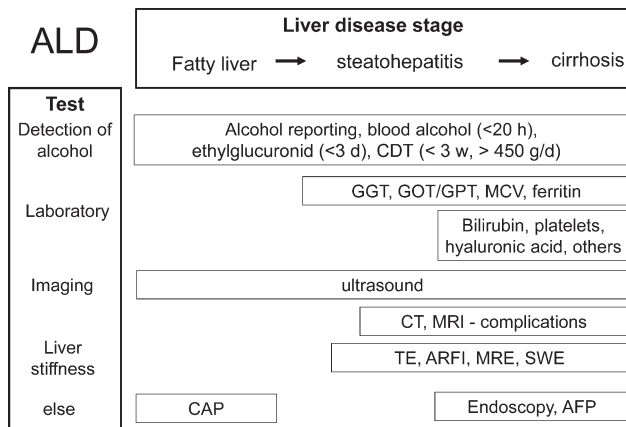 ALD
Liver disease stage
Fatty liver → steatohepatitis → cirrhosis
Test
Detection of
alcohol
Alcohol reporting, blood alcohol (<20 h),
ethylglucuronid (<3 d), CDT (< 3 w, > 450 g/d)
Laboratory
GGT, GOT/GPT, MCV, ferritin
Bilirubin, platelets,
hyaluronic acid, others
Imaging
ultrasound
CT, MRI - complications
Liver
stiffness
TE, ARFI, MRE, SWE
else
CAP
Endoscopy, AFP